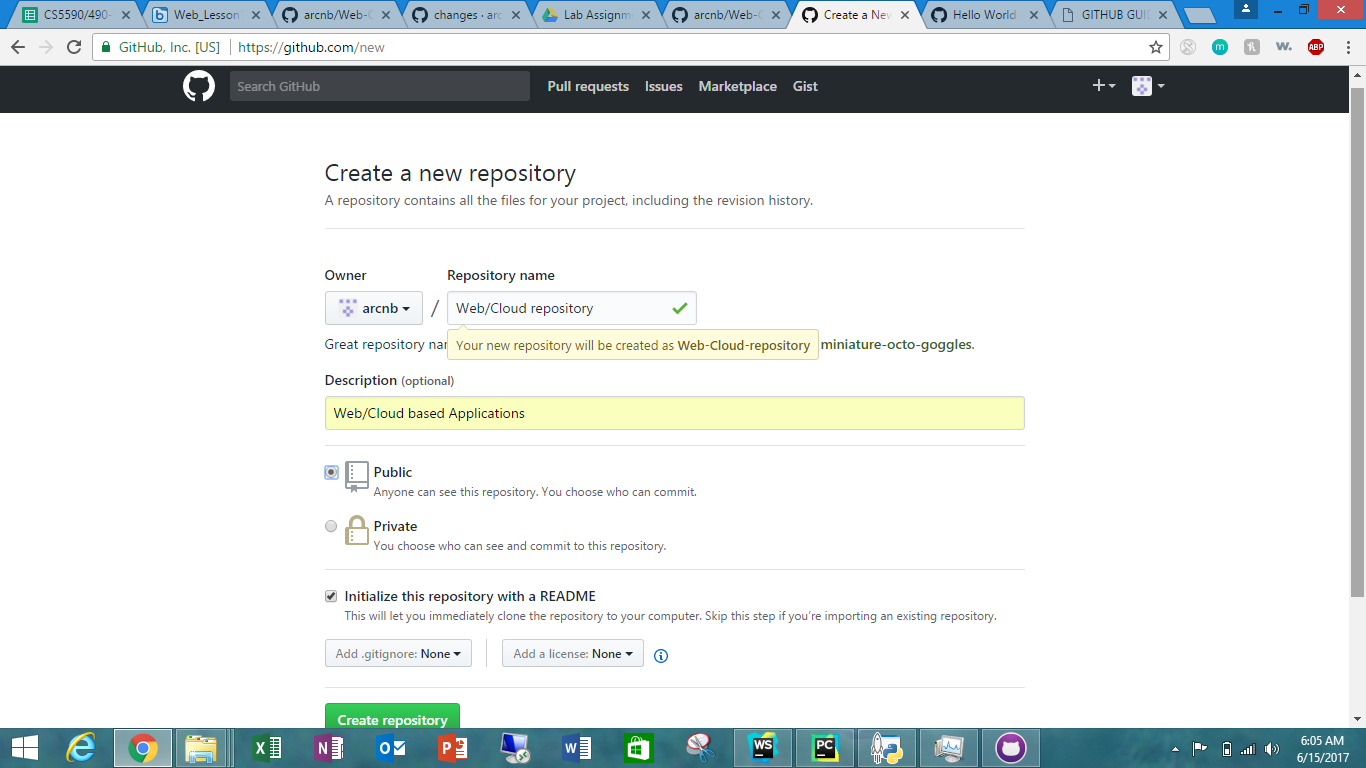 CS5590/490-
Web_Lesson
arcnb/Web-C
changes · arc
Lab Assignm
arcnb/Web-C
Create a New
Hello World
GITHUB GUI
GitHub, Inc. [US] https://github.com/new
m
h
w.
ABP
Search GitHub
Pull requests Issues Marketplace Gist
Create a new repository
A repository contains all the files for your project, including the revision history.
Owner Repository name
arcnb / Web/Cloud repository
Great repository nam
Your new repository will be created as Web-Cloud-repository
miniature-octo-goggles.
Description (optional)
Web/Cloud based Applications
Public
Anyone can see this repository. You choose who can commit.
Private
You choose who can see and commit to this repository.
Initialize this repository with a README
This will let you immediately clone the repository to your computer. Skip this step if you’re importing an existing repository.
Add .gitignore: None Add a license: None
Create repository
WS
PC
6:05 AM
6/15/2017